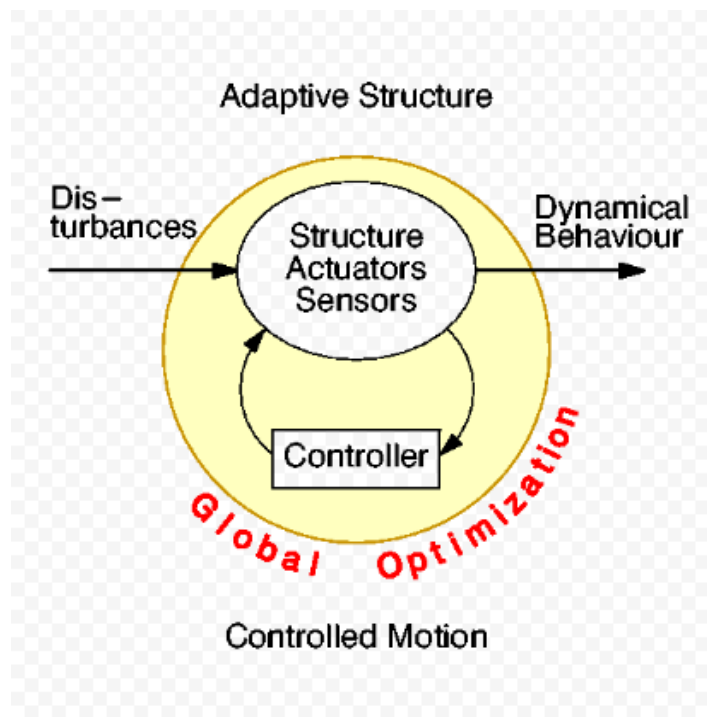 Adaptive Structure
Dis-
turbances
Structure
Actuators
Sensors
Dynamical
Behaviour
Controller
Global Optimization
Controlled Motion